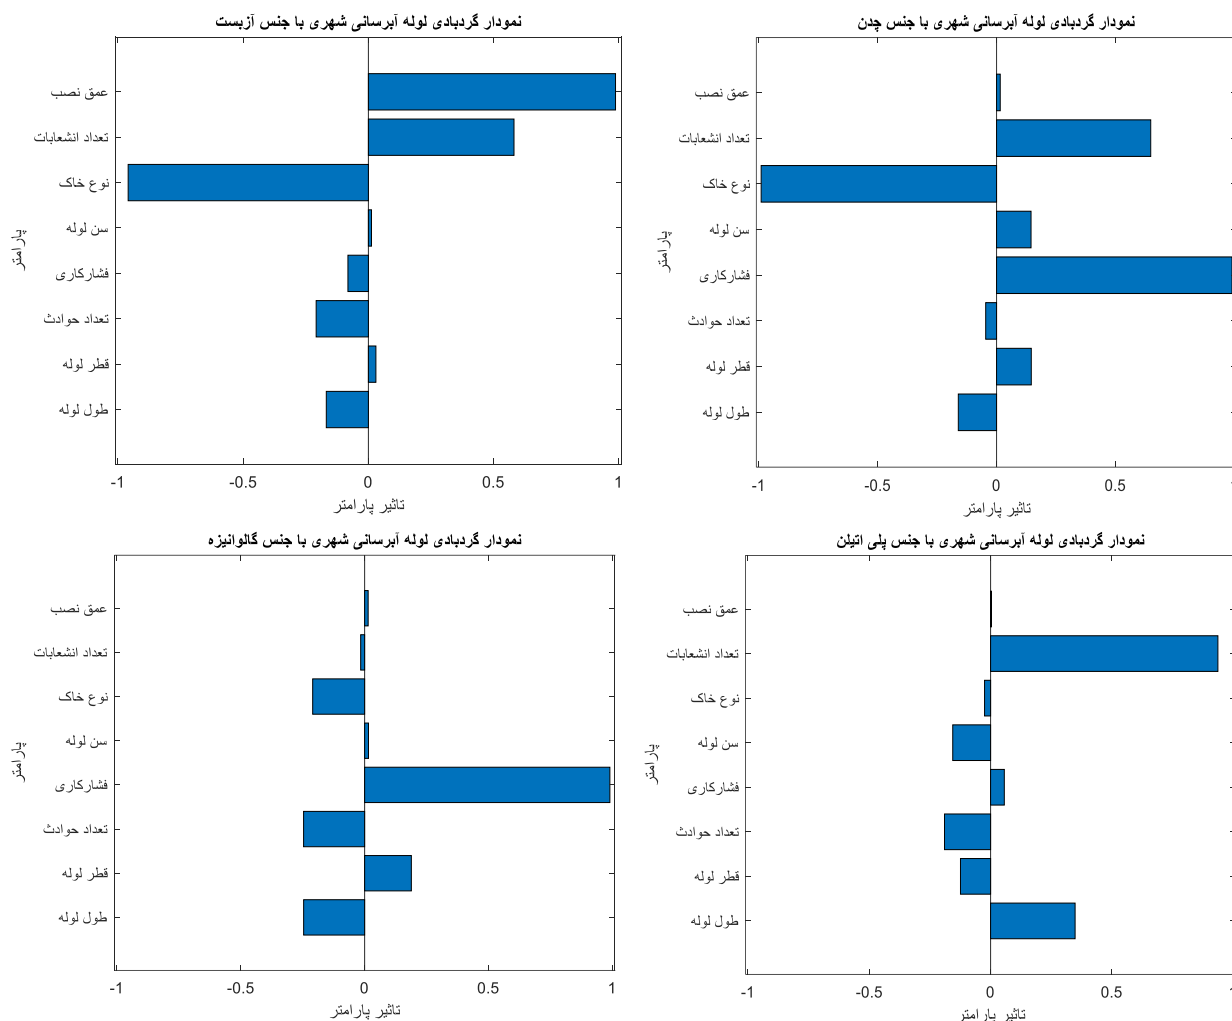 نمودار گردبادی لوله آبرسانی شهری با جنس آزبست
عمق نصب
تعداد انشعابات
نوع خاک
سن لوله
فشارکاری
تعداد حوادث
قطر لوله
طول لوله
پارامتر
-1
-0.5
0
0.5
1
تاثیر پارامتر
نمودار گردبادی لوله آبرسانی شهری با جنس چدن
عمق نصب
تعداد انشعابات
نوع خاک
سن لوله
فشارکاری
تعداد حوادث
قطر لوله
طول لوله
پارامتر
-1
-0.5
0
0.5
1
تاثیر پارامتر
نمودار گردبادی لوله آبرسانی شهری با جنس گالوانیزه
عمق نصب
تعداد انشعابات
نوع خاک
سن لوله
فشارکاری
تعداد حوادث
قطر لوله
طول لوله
پارامتر
-1
-0.5
0
0.5
1
تاثیر پارامتر
نمودار گردبادی لوله آبرسانی شهری با جنس پلی اتیلن
عمق نصب
تعداد انشعابات
نوع خاک
سن لوله
فشارکاری
تعداد حوادث
قطر لوله
طول لوله
پارامتر
-1
-0.5
0
0.5
1
تاثیر پارامتر